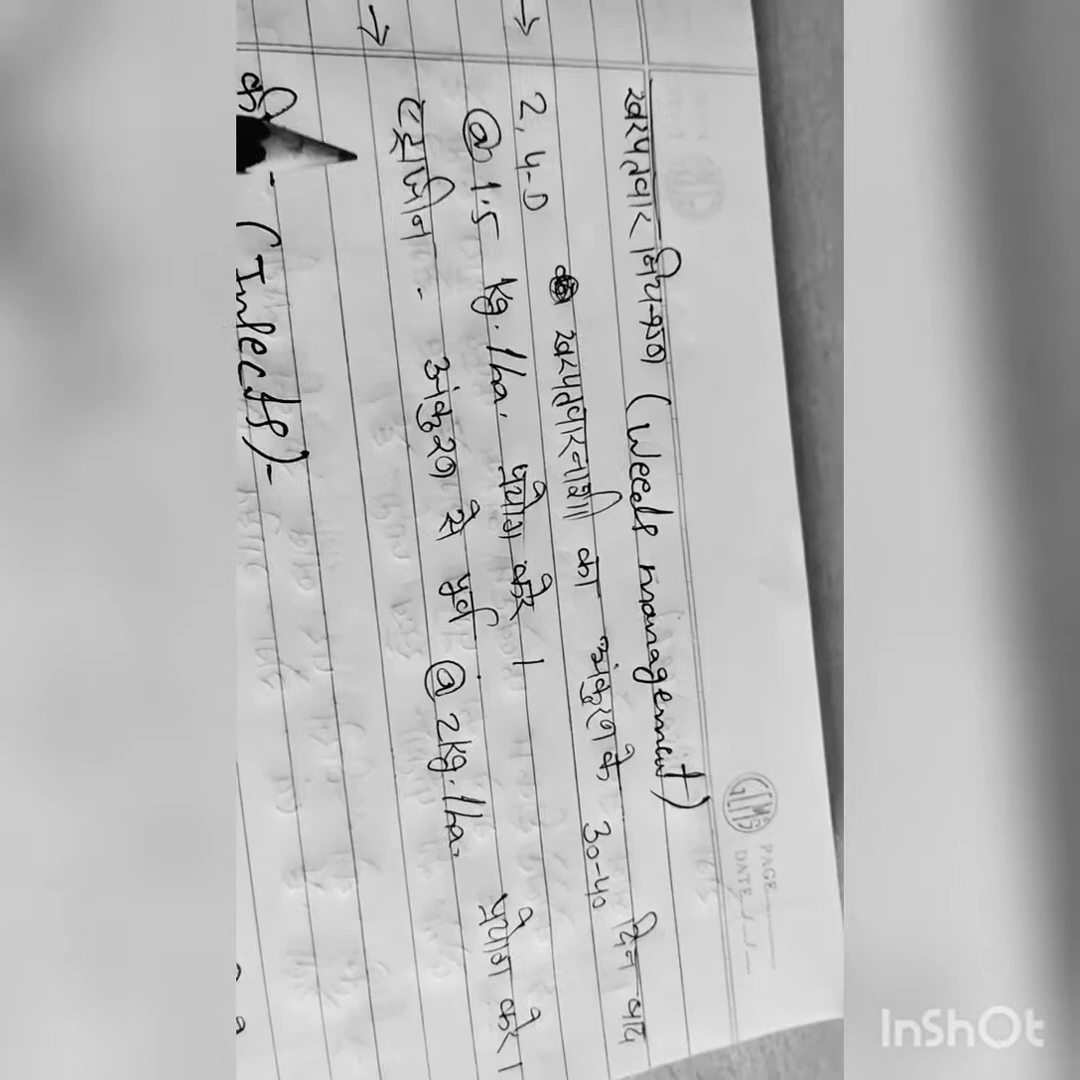 GEMS PAGE
DATE
खरपतवार नियन्त्रण (Weeds management)
→ 2,4-D खरपतवारनाशी का अंकुरण के 30-40 दिन बाद
@ 1.5 kg./ha. प्रयोग करें।
→ ट्राजीन - अंकुरण से पूर्व @ 2kg./ha. प्रयोग करें।
- (Insects)-
InShOt